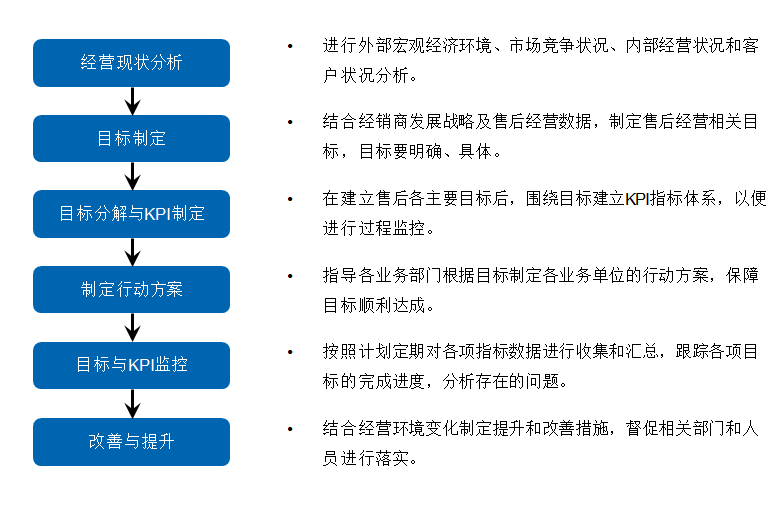 经营现状分析
• 进行外部宏观经济环境、市场竞争状况、内部经营状况和客
户状况分析。
目标制定
• 结合经销商发展战略及售后经营数据，制定售后经营相关目
标，目标要明确、具体。
目标分解与KPI制定
• 在建立售后各主要目标后，围绕目标建立KPI指标体系，以便
进行过程监控。
制定行动方案
• 指导各业务部门根据目标制定各业务单位的行动方案，保障
目标顺利达成。
目标与KPI监控
• 按照计划定期对各项指标数据进行收集和汇总，跟踪各项目
标的完成进度，分析存在的问题。
改善与提升
• 结合经营环境变化制定提升和改善措施，督促相关部门和人
员进行落实。